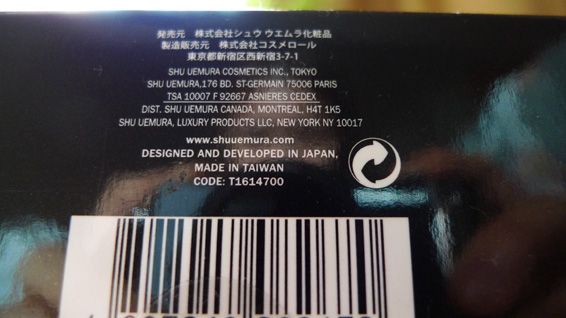 発売元 株式会社シュウ ウエムラ化粧品
製造販売元 株式会社コスメロール
東京都新宿区西新宿3-7-1
SHU UEMURA COSMETICS INC., TOKYO
SHU UEMURA,176 BD. ST-GERMAIN 75006 PARIS
TSA 10007 F 92667 ASNIERES CEDEX
DIST. SHU UEMURA CANADA, MONTREAL, H4T 1K5
SHU UEMURA, LUXURY PRODUCTS LLC, NEW YORK NY 10017
www.shuuemura.com
DESIGNED AND DEVELOPED IN JAPAN,
MADE IN TAIWAN
CODE: T1614700